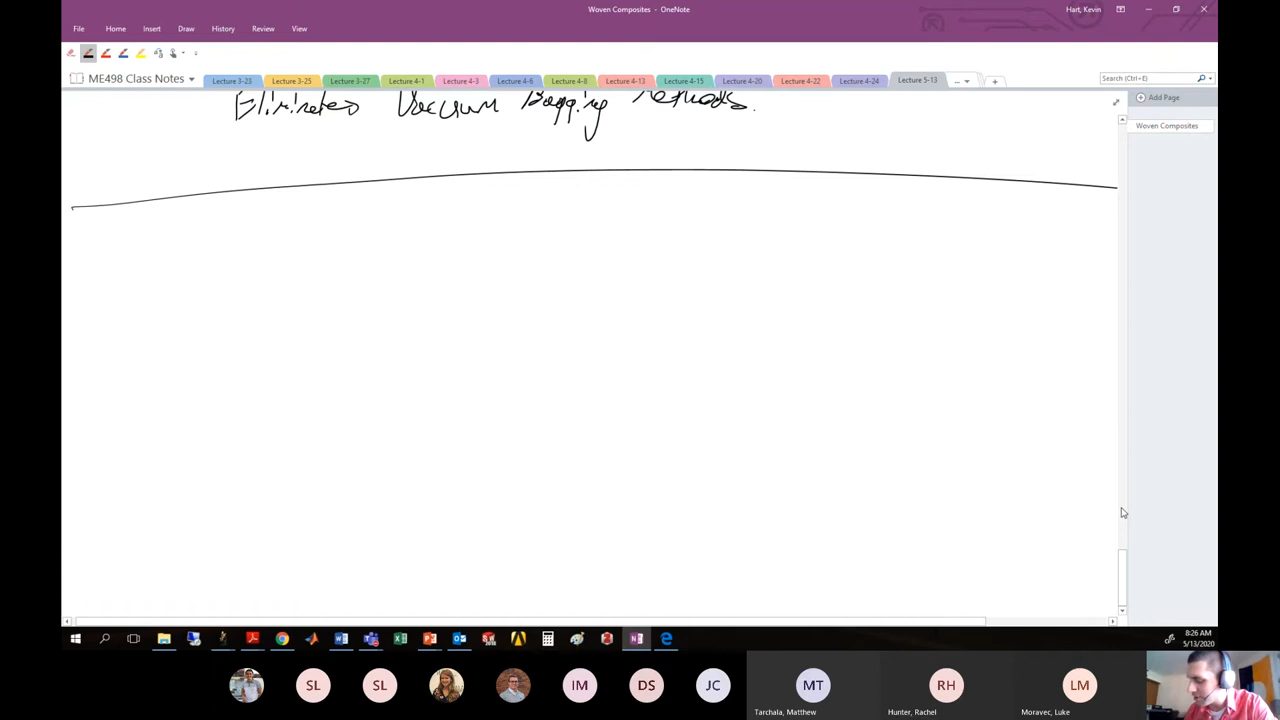 Woven Composites - OneNote
Hart, Kevin
File Home Insert Draw History Review View
ME498 Class Notes
Lecture 3-23 Lecture 3-25 Lecture 3-27 Lecture 4-1 Lecture 4-3 Lecture 4-6 Lecture 4-8 Lecture 4-13 Lecture 4-15 Lecture 4-20 Lecture 4-22 Lecture 4-24 Lecture 5-13
Search (Ctrl+E)
Add Page
Eliminates Vacuum Bagging Methods.
Woven Composites
8:26 AM
5/13/2020
SL SL IM DS JC MT RH LM
Tarchala, Matthew Hunter, Rachel Moravec, Luke